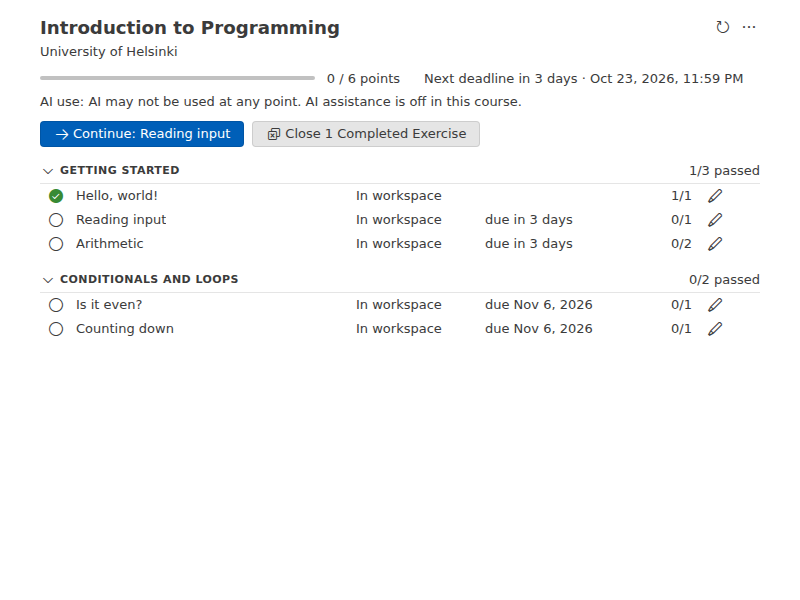 Introduction to Programming
University of Helsinki
0 / 6 points Next deadline in 3 days · Oct 23, 2026, 11:59 PM
AI use: AI may not be used at any point. AI assistance is off in this course.
Continue: Reading input Close 1 Completed Exercise
GETTING STARTED 1/3 passed
Hello, world! In workspace 1/1
Reading input In workspace due in 3 days 0/1
Arithmetic In workspace due in 3 days 0/2
CONDITIONALS AND LOOPS 0/2 passed
Is it even? In workspace due Nov 6, 2026 0/1
Counting down In workspace due Nov 6, 2026 0/1